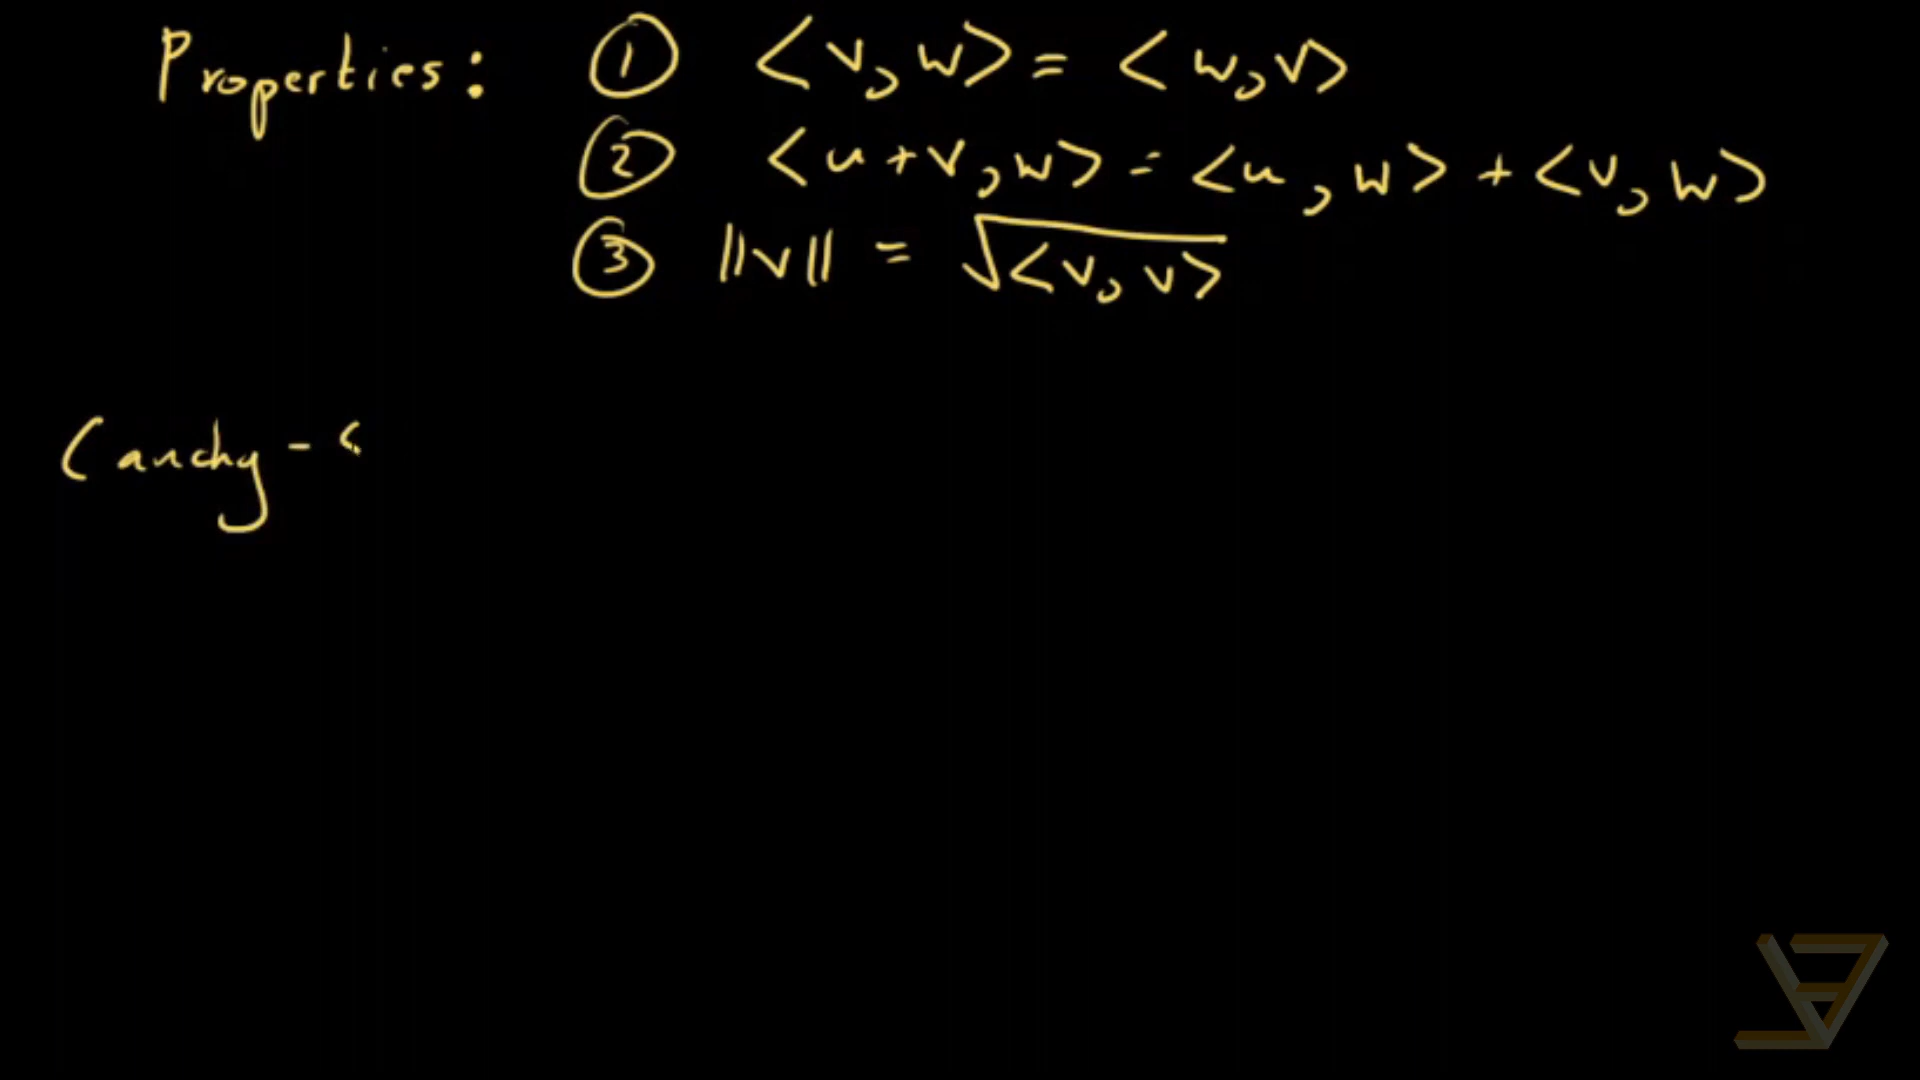 Properties: ① <v, w> = <w, v>
② <u + v, w> = <u, w> + <v, w>
③ ||v|| = √<v, v>
Cauchy - S